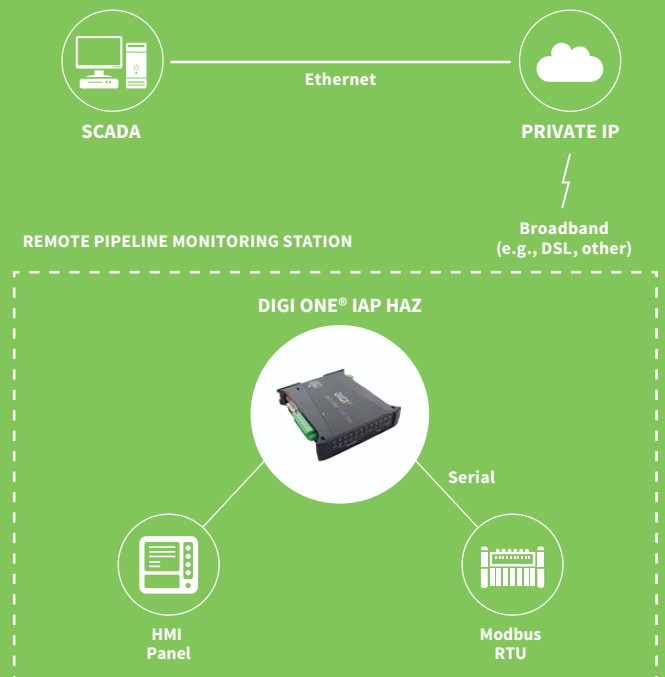 Ethernet
SCADA
PRIVATE IP
Broadband
(e.g., DSL, other)
REMOTE PIPELINE MONITORING STATION
DIGI ONE® IAP HAZ
DIGI
Serial
HMI
Panel
Modbus
RTU